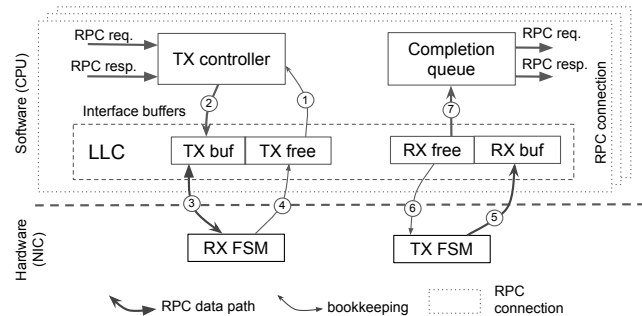 RPC req.
RPC resp.
TX controller
Completion
queue
RPC req.
RPC resp.
Software (CPU)
RPC connection
2
1
7
Interface buffers
LLC
TX buf
TX free
RX free
RX buf
3
4
6
5
Hardware
(NIC)
RX FSM
TX FSM
RPC data path
bookkeeping
RPC
connection